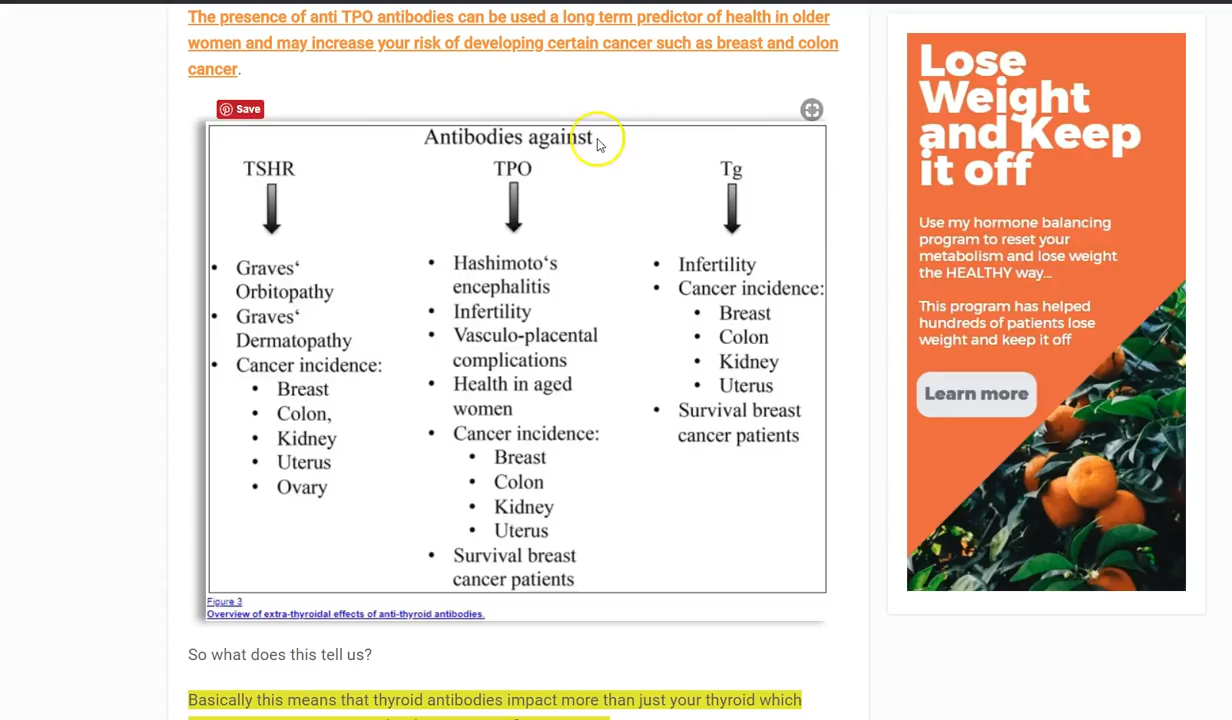 The presence of anti TPO antibodies can be used a long term predictor of health in older
women and may increase your risk of developing certain cancer such as breast and colon
cancer.
Save
Antibodies against
TSHR
Graves‘
Orbitopathy
Graves‘
Dermatopathy
Cancer incidence:
Breast
Colon,
Kidney
Uterus
Ovary
TPO
Hashimoto‘s
encephalitis
Infertility
Vasculo-placental
complications
Health in aged
women
Cancer incidence:
Breast
Colon
Kidney
Uterus
Survival breast
cancer patients
Tg
Infertility
Cancer incidence:
Breast
Colon
Kidney
Uterus
Survival breast
cancer patients
Figure 3
Overview of extra-thyroidal effects of anti-thyroid antibodies.
So what does this tell us?
Basically this means that thyroid antibodies impact more than just your thyroid which
Lose
Weight
and Keep
it off
Use my hormone balancing
program to reset your
metabolism and lose weight
the HEALTHY way...
This program has helped
hundreds of patients lose
weight and keep it off
Learn more